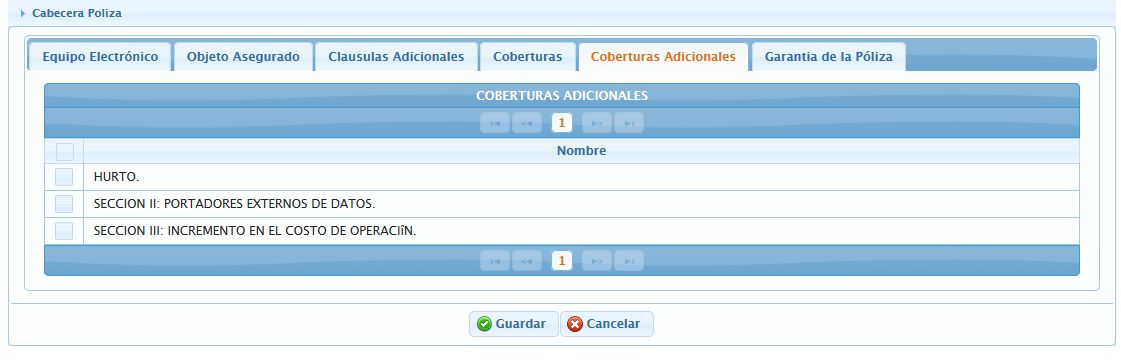 Cabecera Poliza
Equipo Electrónico Objeto Asegurado Clausulas Adicionales Coberturas Coberturas Adicionales Garantia de la Póliza
COBERTURAS ADICIONALES
1
Nombre
HURTO.
SECCION II: PORTADORES EXTERNOS DE DATOS.
SECCION III: INCREMENTO EN EL COSTO DE OPERACIÎN.
1
Guardar Cancelar